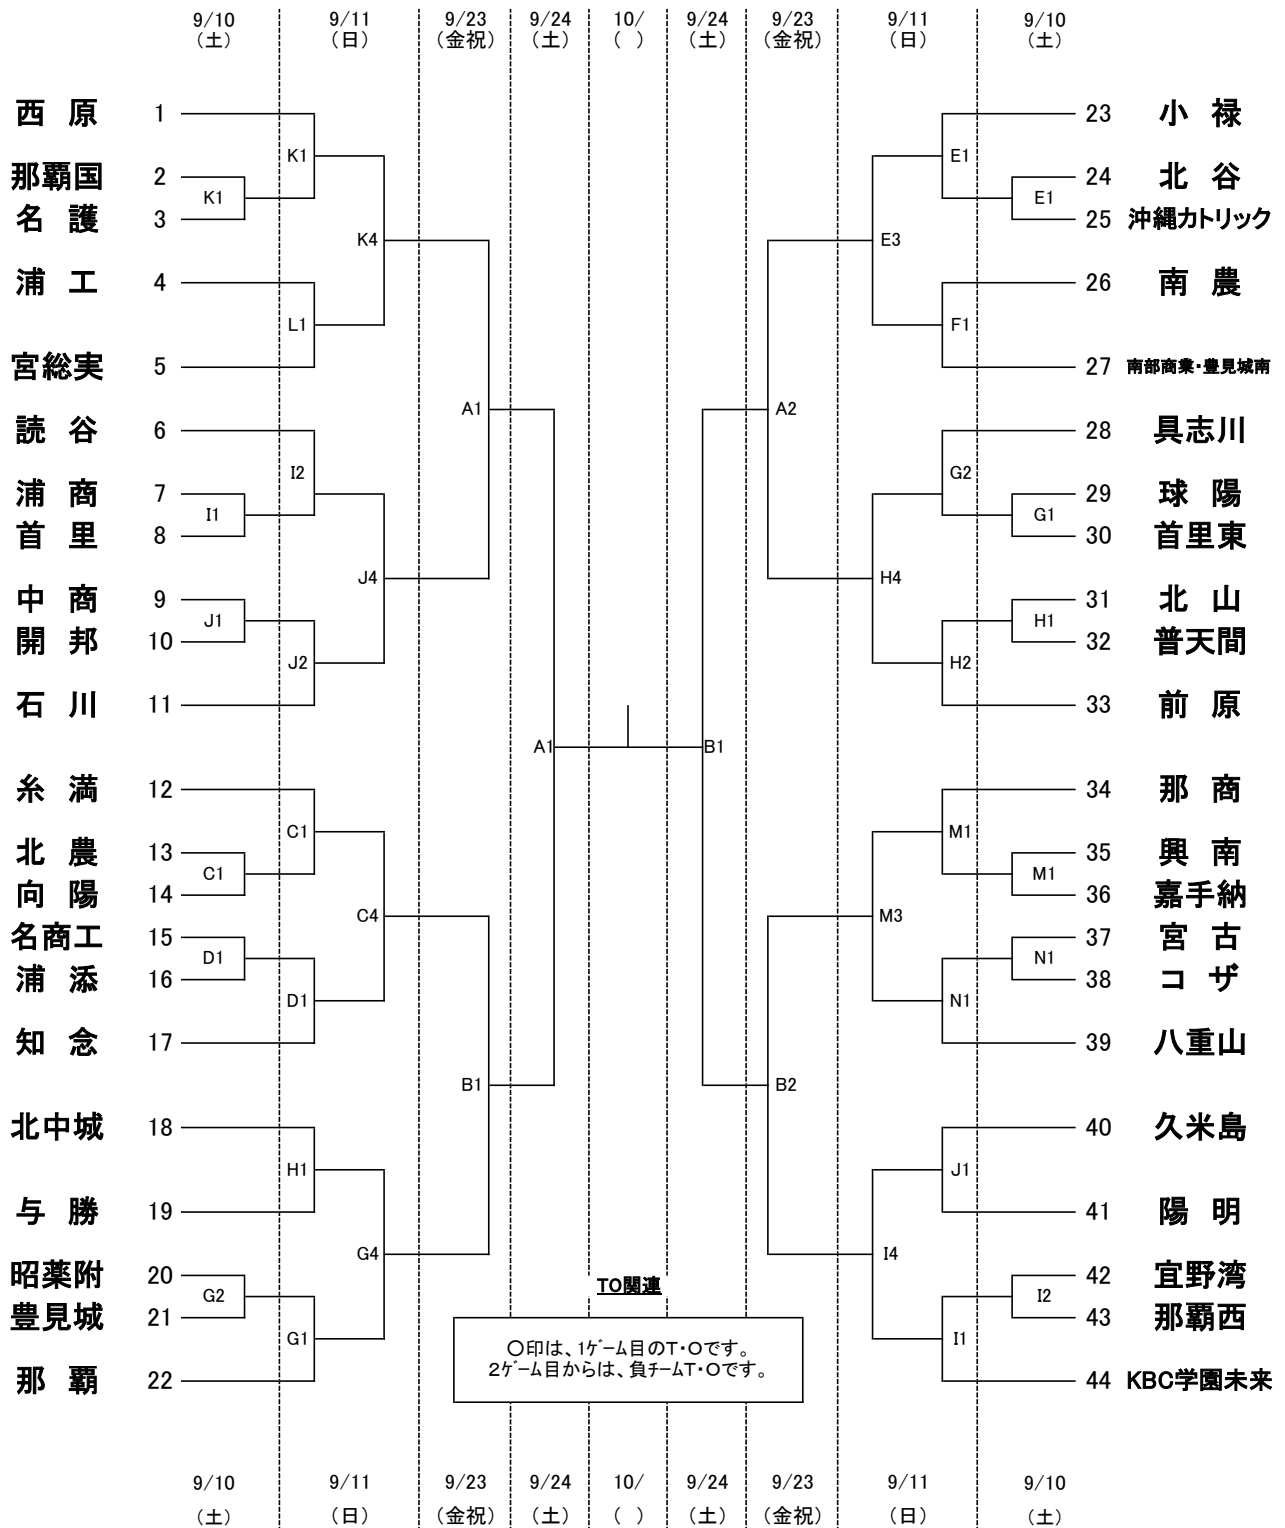 9/10 9/11 9/23 9/24 10/ 9/24 9/23 9/11 9/10
(土) (日) (金祝) (土) ( ) (土) (金祝) (日) (土)
西 原 1 23 小 禄
K1 E1
那覇国 2 24 北 谷
K1 E1
名 護 3 25 沖縄カトリック
K4 E3
浦 工 4 26 南 農
L1 F1
宮総実 5 27 南部商業・豊見城南
A1 A2
読 谷 6 28 具志川
I2 G2
浦 商 7 29 球 陽
I1 G1
首 里 8 30 首里東
J4 H4
中 商 9 31 北 山
J1 H1
開 邦 10 32 普天間
J2 H2
石 川 11 33 前 原
A1 B1
糸 満 12 34 那 商
C1 M1
北 農 13 35 興 南
C1 M1
向 陽 14 36 嘉手納
C4 M3
名商工 15 37 宮 古
D1 N1
浦 添 16 38 コ ザ
D1 N1
知 念 17 39 八重山
B1 B2
北中城 18 40 久米島
H1 J1
与 勝 19 41 陽 明
G4 I4
昭薬附 20 TO関連 42 宜野湾
G2 I2
豊見城 21 43 那覇西
G1 I1
〇印は、1ゲーム目のT・Oです。
2ゲーム目からは、負チームT・Oです。
那 覇 22 44 KBC学園未来
9/10 9/11 9/23 9/24 10/ 9/24 9/23 9/11 9/10
(土) (日) (金祝) (土) ( ) (土) (金祝) (日) (土)